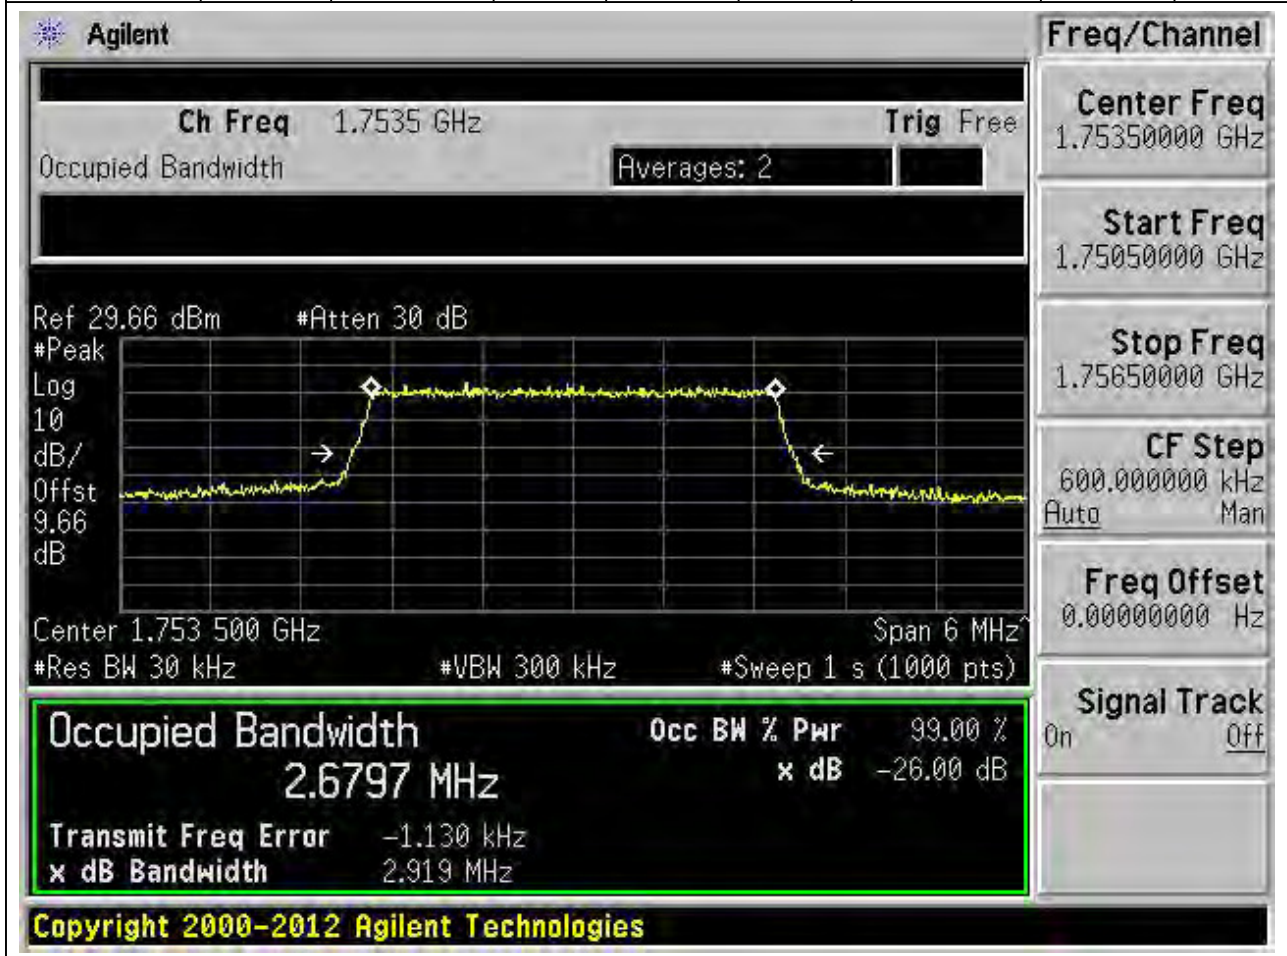 Agilent
Freq/Channel
Ch Freq 1.7535 GHz Trig Free
Occupied Bandwidth Averages: 2
Center Freq
1.75350000 GHz
Start Freq
1.75050000 GHz
Stop Freq
1.75650000 GHz
CF Step
600.000000 kHz
Auto Man
Freq Offset
0.00000000 Hz
Signal Track
On Off
Ref 29.66 dBm #Atten 30 dB
#Peak
Log
10
dB/
Offst
9.66
dB
Center 1.753 500 GHz Span 6 MHz^
#Res BW 30 kHz #VBW 300 kHz #Sweep 1 s (1000 pts)
Occupied Bandwidth Occ BW % Pwr 99.00 %
2.6797 MHz x dB -26.00 dB
Transmit Freq Error -1.130 kHz
x dB Bandwidth 2.919 MHz
Copyright 2000-2012 Agilent Technologies